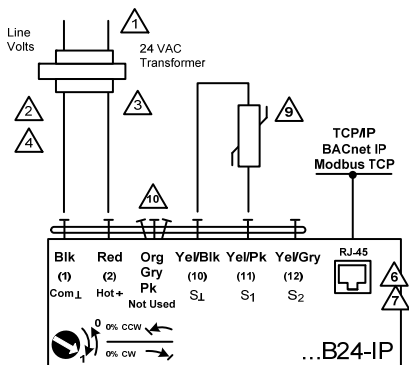 Line
Volts
1
24 VAC
Transformer
2
3
4
9
TCP/IP
BACnet IP
Modbus TCP
10
Blk Red Org Yel/Blk Yel/Pk Yel/Gry RJ-45
(1) (2) Gry (10) (11) (12)
Pk
Com⊥ Hot+ Not Used S⊥ S1 S2
6
7
0 0% CCW
1 0% CW
...B24-IP